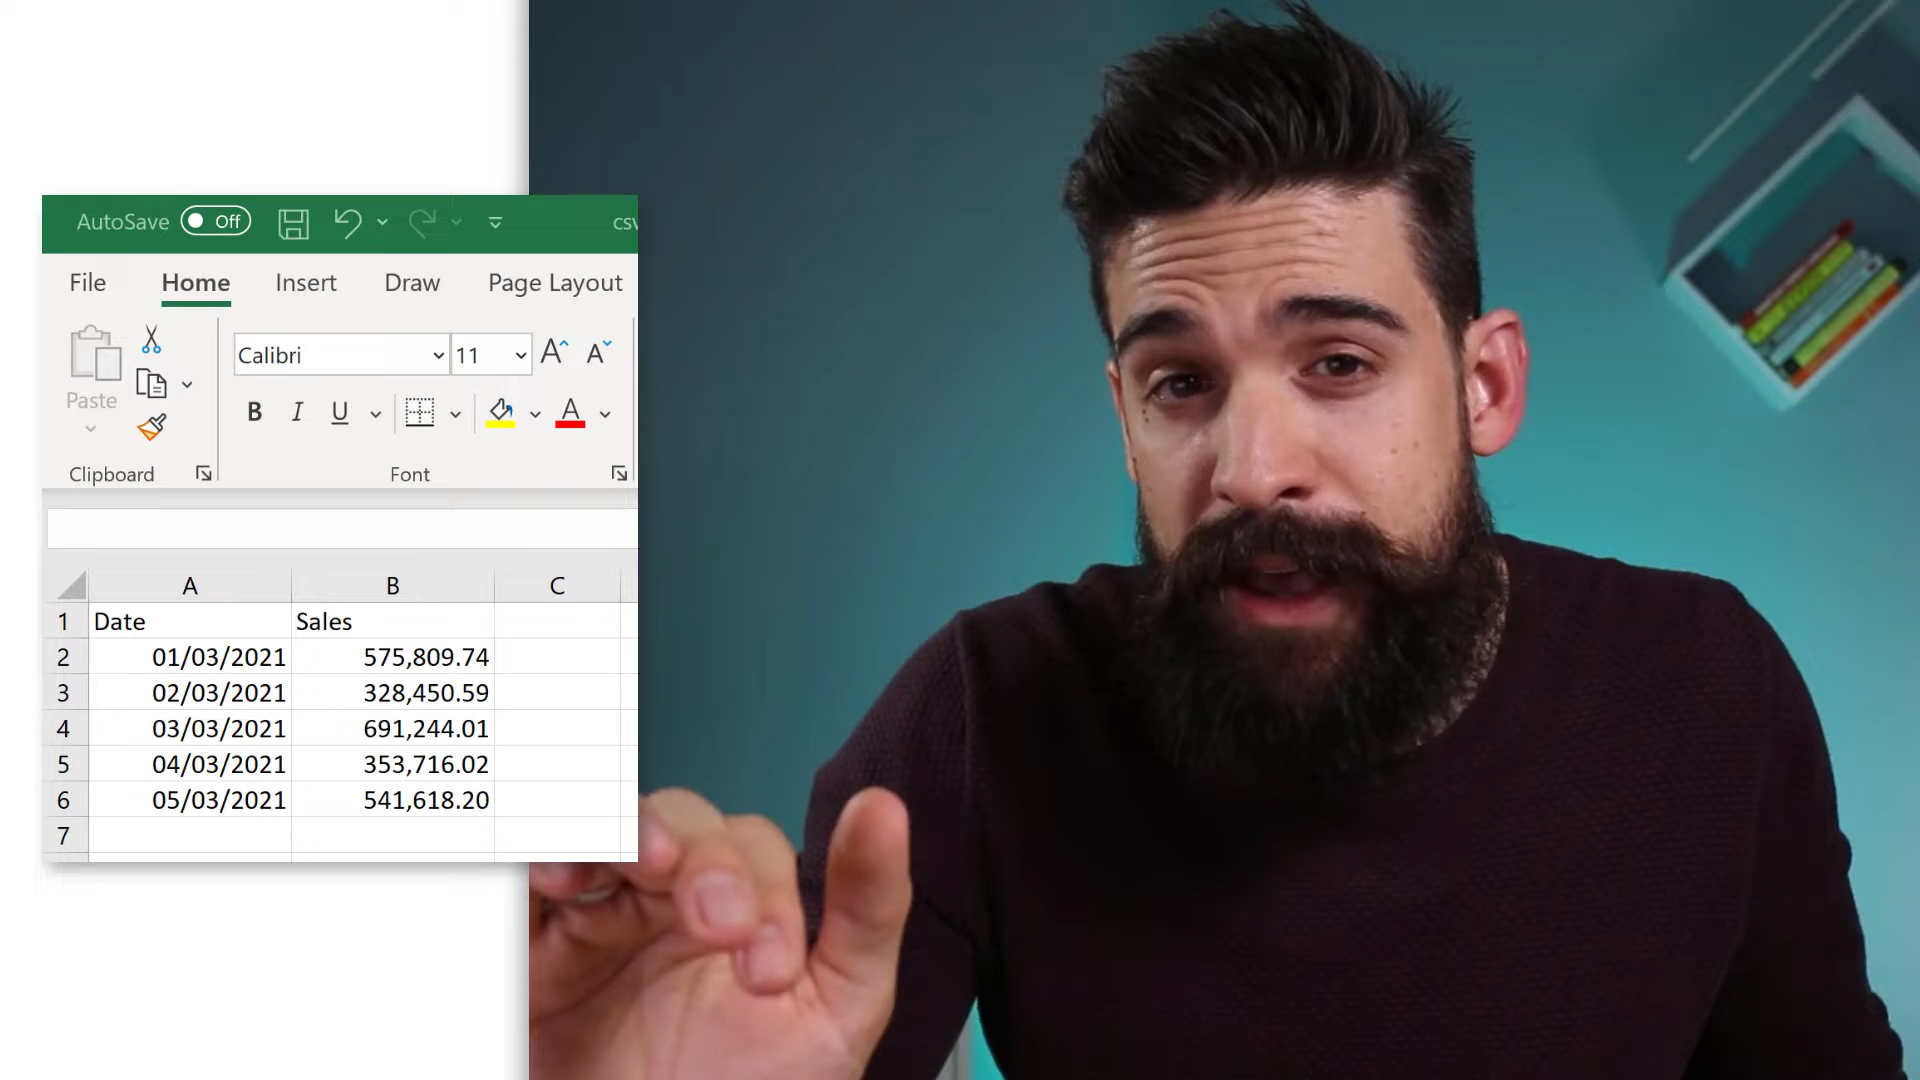 AutoSave Off csv
File Home Insert Draw Page Layout
Calibri 11 A A
Paste
B I U A
Clipboard Font
A B C
1 Date Sales
2 01/03/2021 575,809.74
3 02/03/2021 328,450.59
4 03/03/2021 691,244.01
5 04/03/2021 353,716.02
6 05/03/2021 541,618.20
7